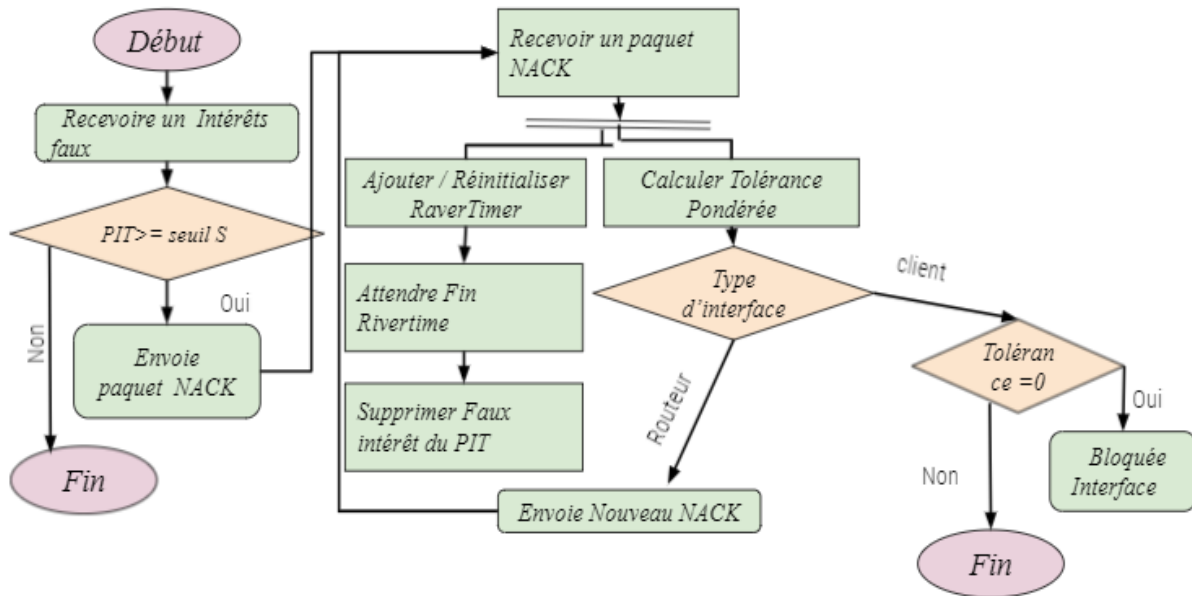 Début
Recevoire un Intérêts
faux
PIT>= seuil S
Oui
Non
Envoie
paquet NACK
Fin
Recevoir un paquet
NACK
Ajouter / Réinitialiser
RaverTimer
Attendre Fin
Rivertime
Supprimer Faux
intérêt du PIT
Calculer Tolérance
Pondérée
Type
d'interface
client
Routeur
Envoie Nouveau NACK
Toléran
ce =0
Oui
Non
Bloquée
Interface
Fin